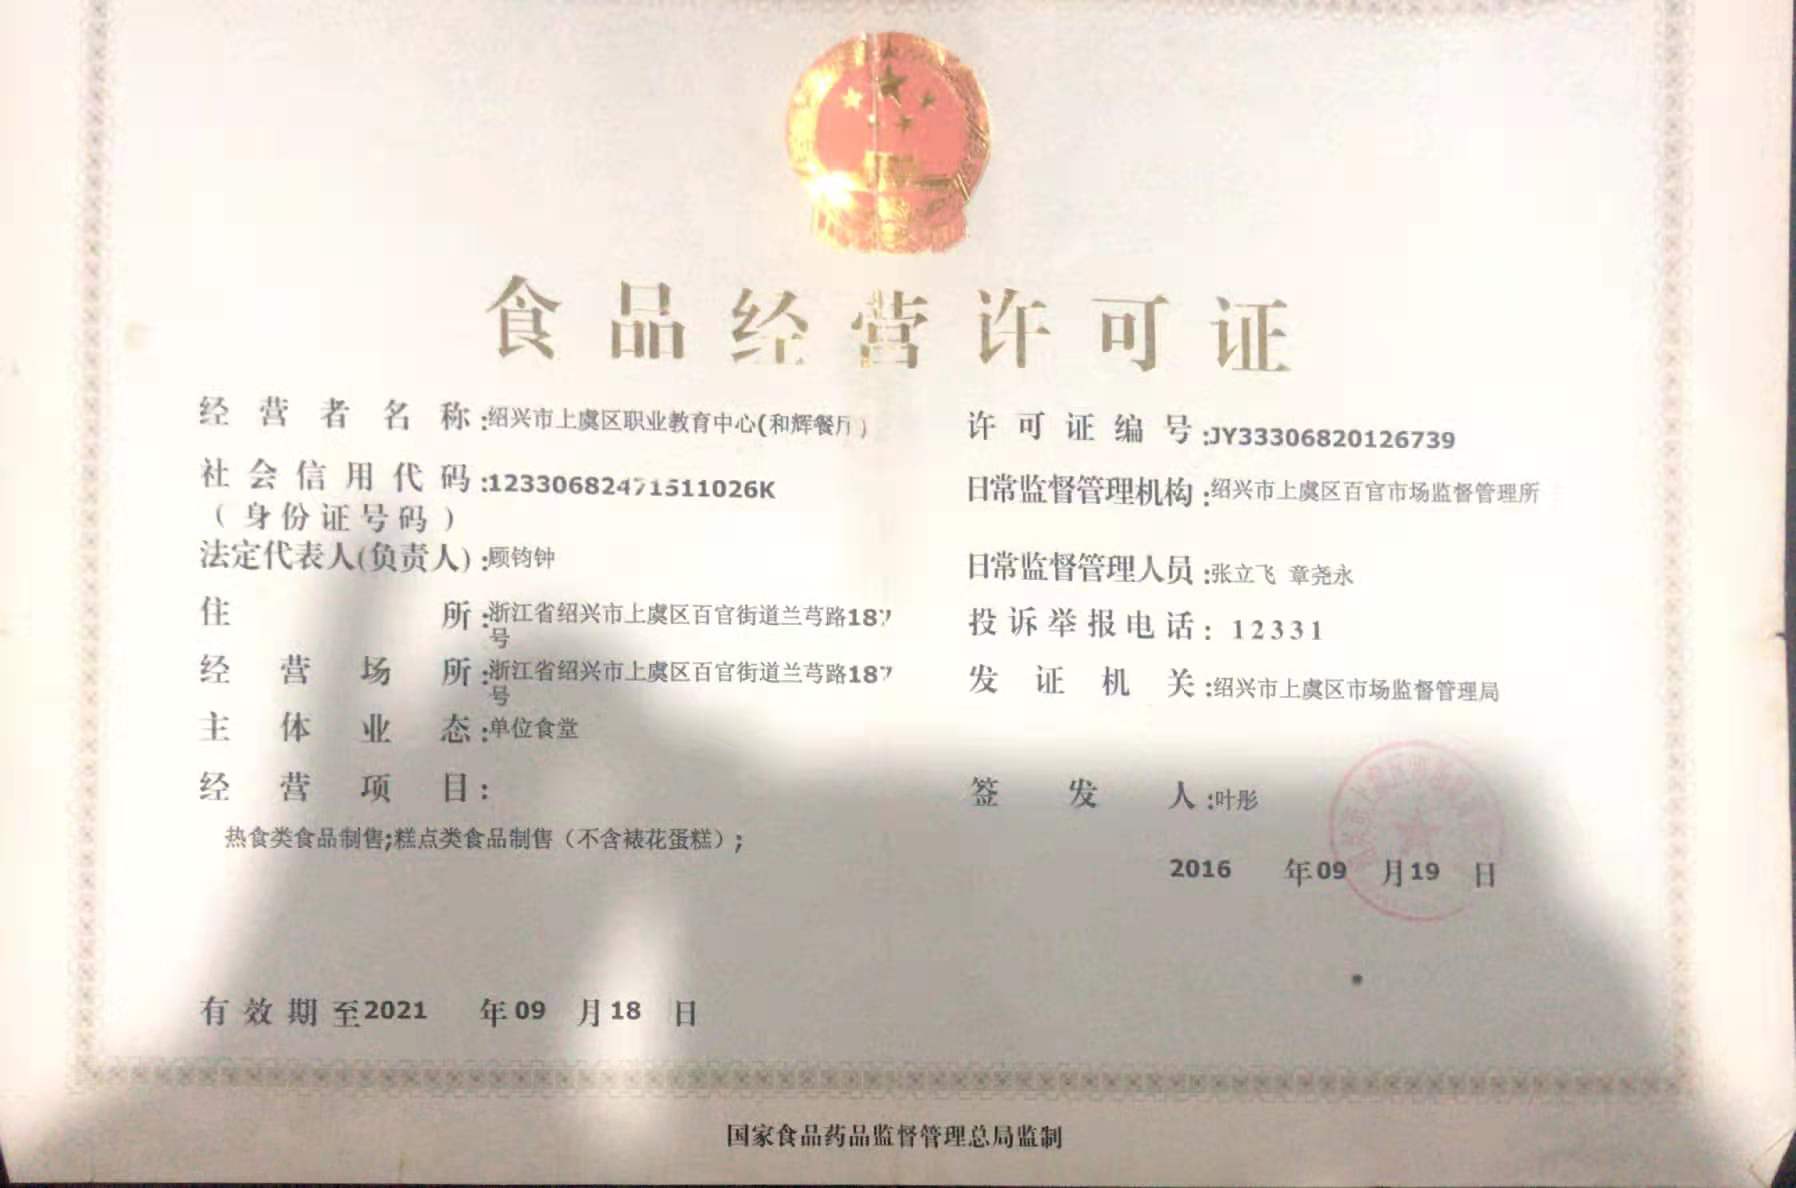 食品经营许可证
经营者名称:绍兴市上虞区职业教育中心(和辉餐厅)
社会信用代码:12330682471511026K
(身份证号码)
法定代表人(负责人):顾钧钟
住所:浙江省绍兴市上虞区百官街道兰芎路187
号
经营场所:浙江省绍兴市上虞区百官街道兰芎路187
号
主体业态:单位食堂
经营项目:
热食类食品制售;糕点类食品制售（不含裱花蛋糕）;
有效期至2021年09月18日
许可证编号:JY33306820126739
日常监督管理机构:绍兴市上虞区百官市场监督管理所
日常监督管理人员:张立飞 章尧永
投诉举报电话:12331
发证机关:绍兴市上虞区市场监督管理局
签发人:叶彤
2016年09月19日
国家食品药品监督管理总局监制